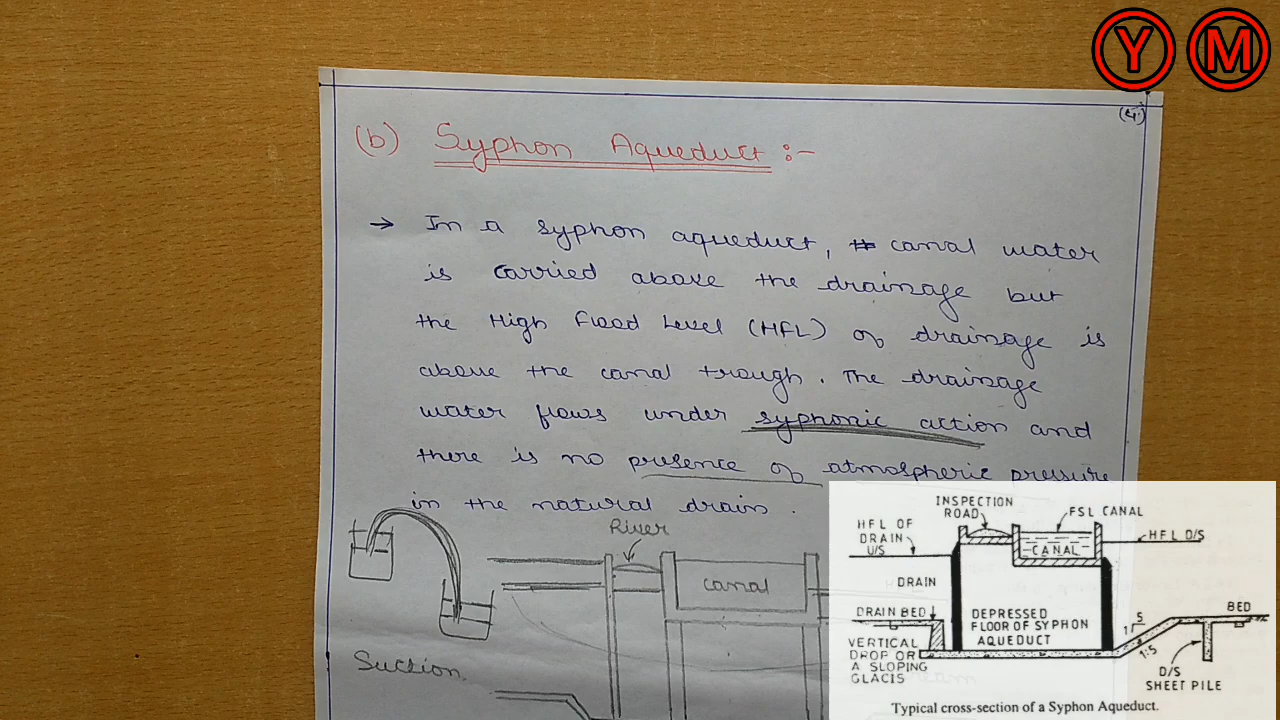 Y M
(4)
(b) Syphon Aqueduct :-
→ In a syphon aqueduct, canal water
is carried above the drainage but
the High Flood Level (HFL) of drainage is
above the canal trough. The drainage
water flows under syphonic action and
there is no presence of atmospheric pressure
in the natural drain.
River
canal
Suction
INSPECTION
ROAD
FSL CANAL
HFL OF
DRAIN
U/S
HFL D/S
CANAL
DRAIN
DRAIN BED
DEPRESSED
FLOOR OF SYPHON
AQUEDUCT
5
1
BED
VERTICAL
DROP OR
A SLOPING
GLACIS
1:5
D/S
SHEET PILE
Typical cross-section of a Syphon Aqueduct.